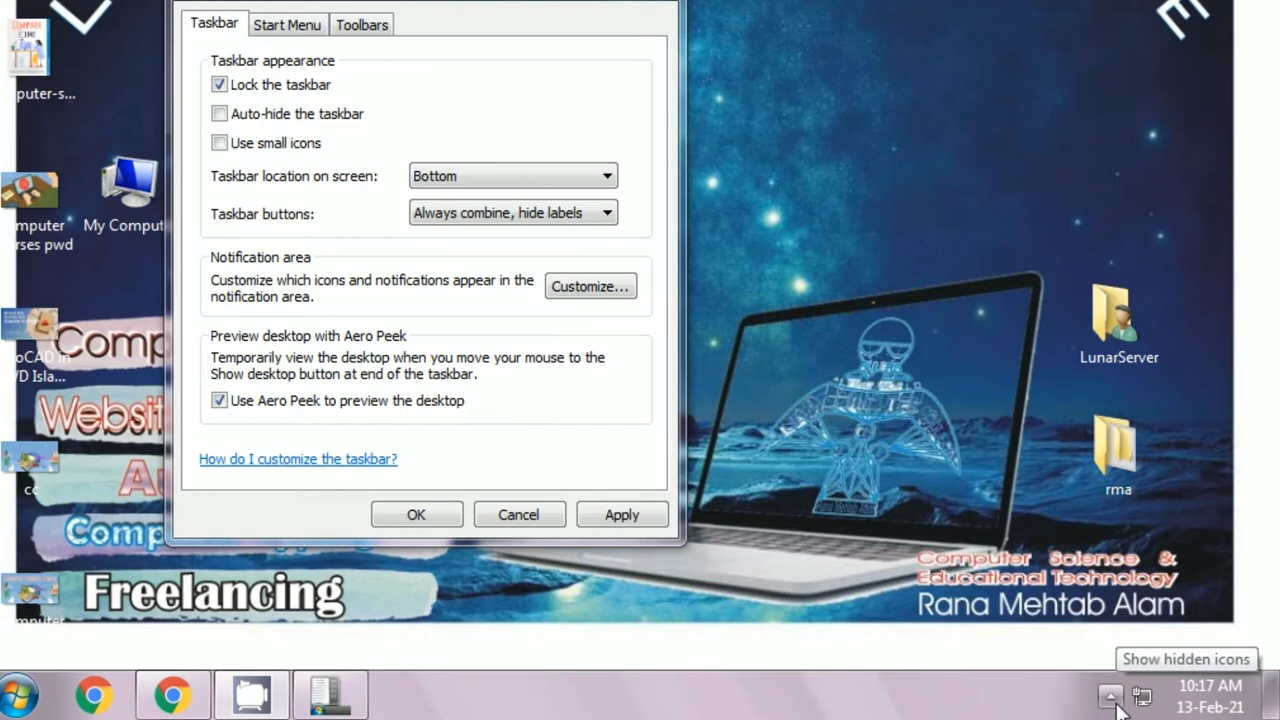 Taskbar
Start Menu
Toolbars
Taskbar appearance
Lock the taskbar
Auto-hide the taskbar
Use small icons
Taskbar location on screen:
Bottom
Taskbar buttons:
Always combine, hide labels
Notification area
Customize which icons and notifications appear in the
notification area.
Customize...
Preview desktop with Aero Peek
Temporarily view the desktop when you move your mouse to the
Show desktop button at end of the taskbar.
Use Aero Peek to preview the desktop
How do I customize the taskbar?
OK
Cancel
Apply
puter-s...
mputer
rses pwd
My Comput
oCAD in
D Isla...
cc
mputer
Comp
Websit
Au
Comp
Freelancing
LunarServer
rma
Computer Science &
Educational Technology
Rana Mehtab Alam
Show hidden icons
10:17 AM
13-Feb-21